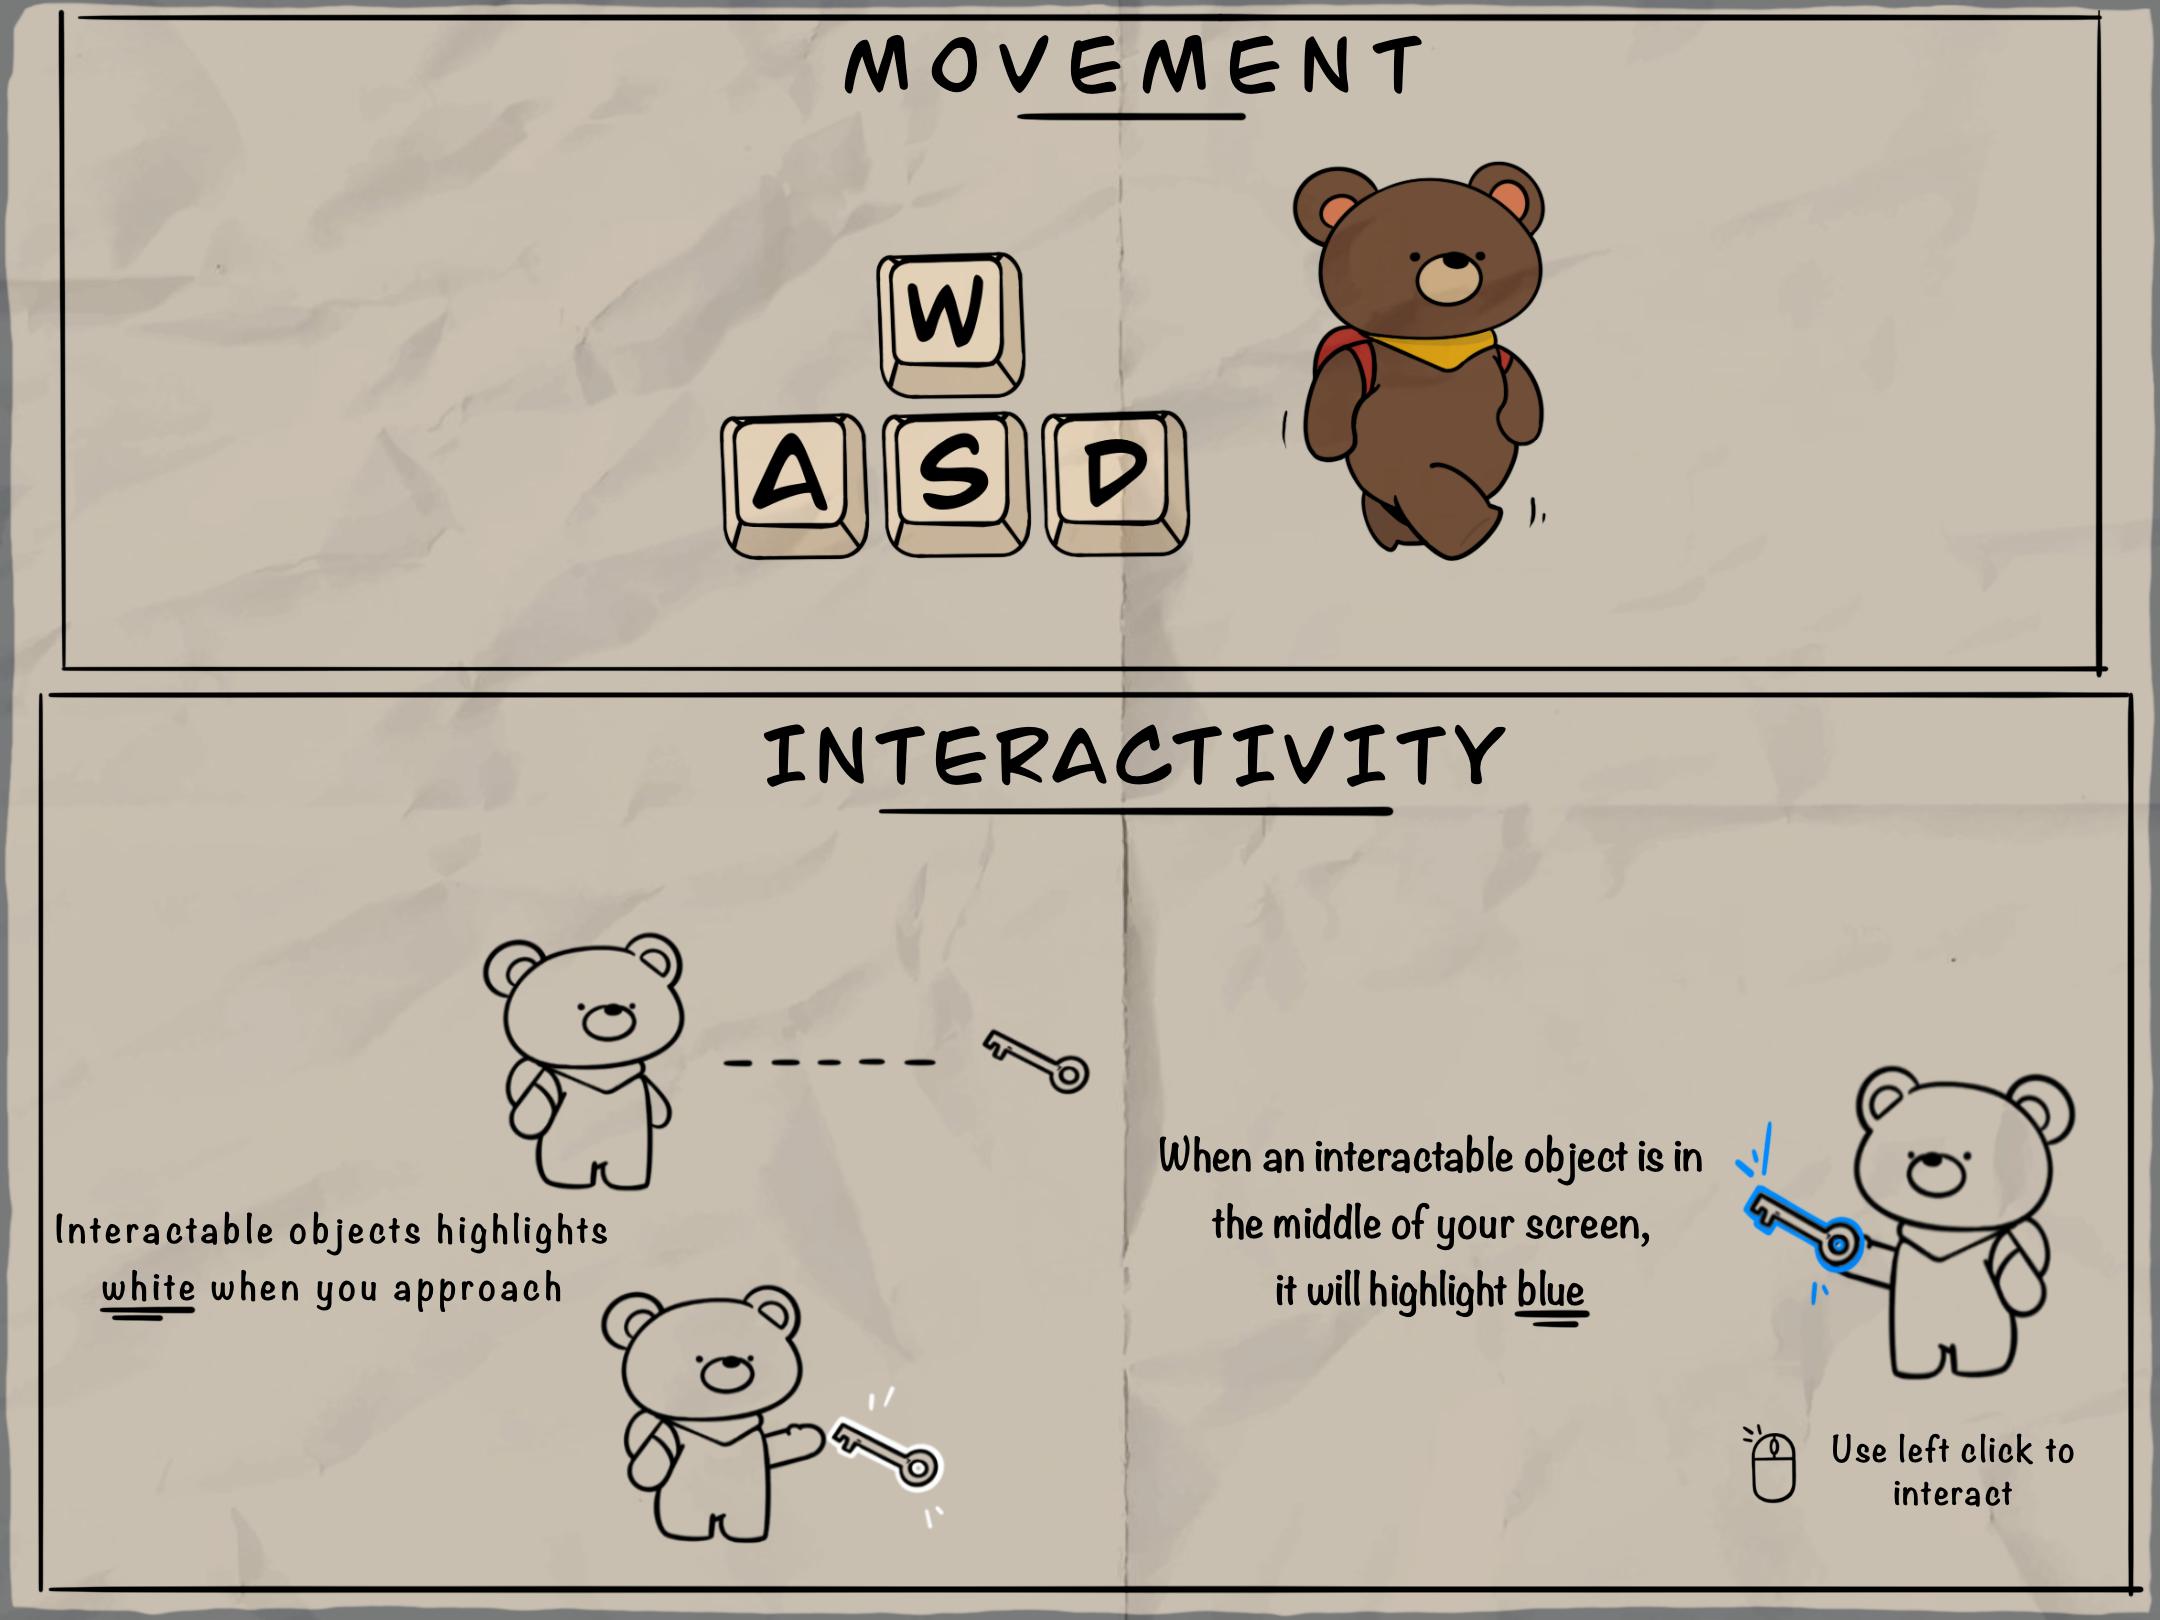 MOVEMENT
W
A S D
INTERACTIVITY
Interactable objects highlights
white when you approach
When an interactable object is in
the middle of your screen,
it will highlight blue
Use left click to
interact